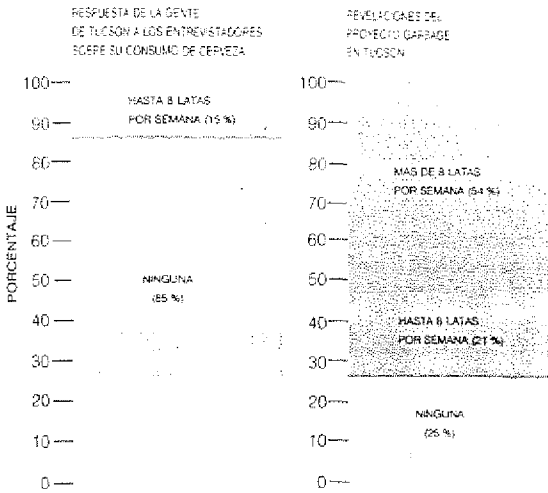 RESPUESTA DE LA GENTE
DE TUCSON A LOS ENTREVISTADORES
SOBRE SU CONSUMO DE CERVEZA
100
HASTA 8 LATAS
POR SEMANA (15 %)
90
80
70
60
PORCENTAJE
50
NINGUNA
(85 %)
40
30
20
10
0
REVELACIONES DEL
PROYECTO GARBAGE
EN TUCSON
100
90
80
MAS DE 8 LATAS
POR SEMANA (54 %)
70
60
50
40
HASTA 8 LATAS
POR SEMANA (21 %)
30
20
NINGUNA
(25 %)
10
0